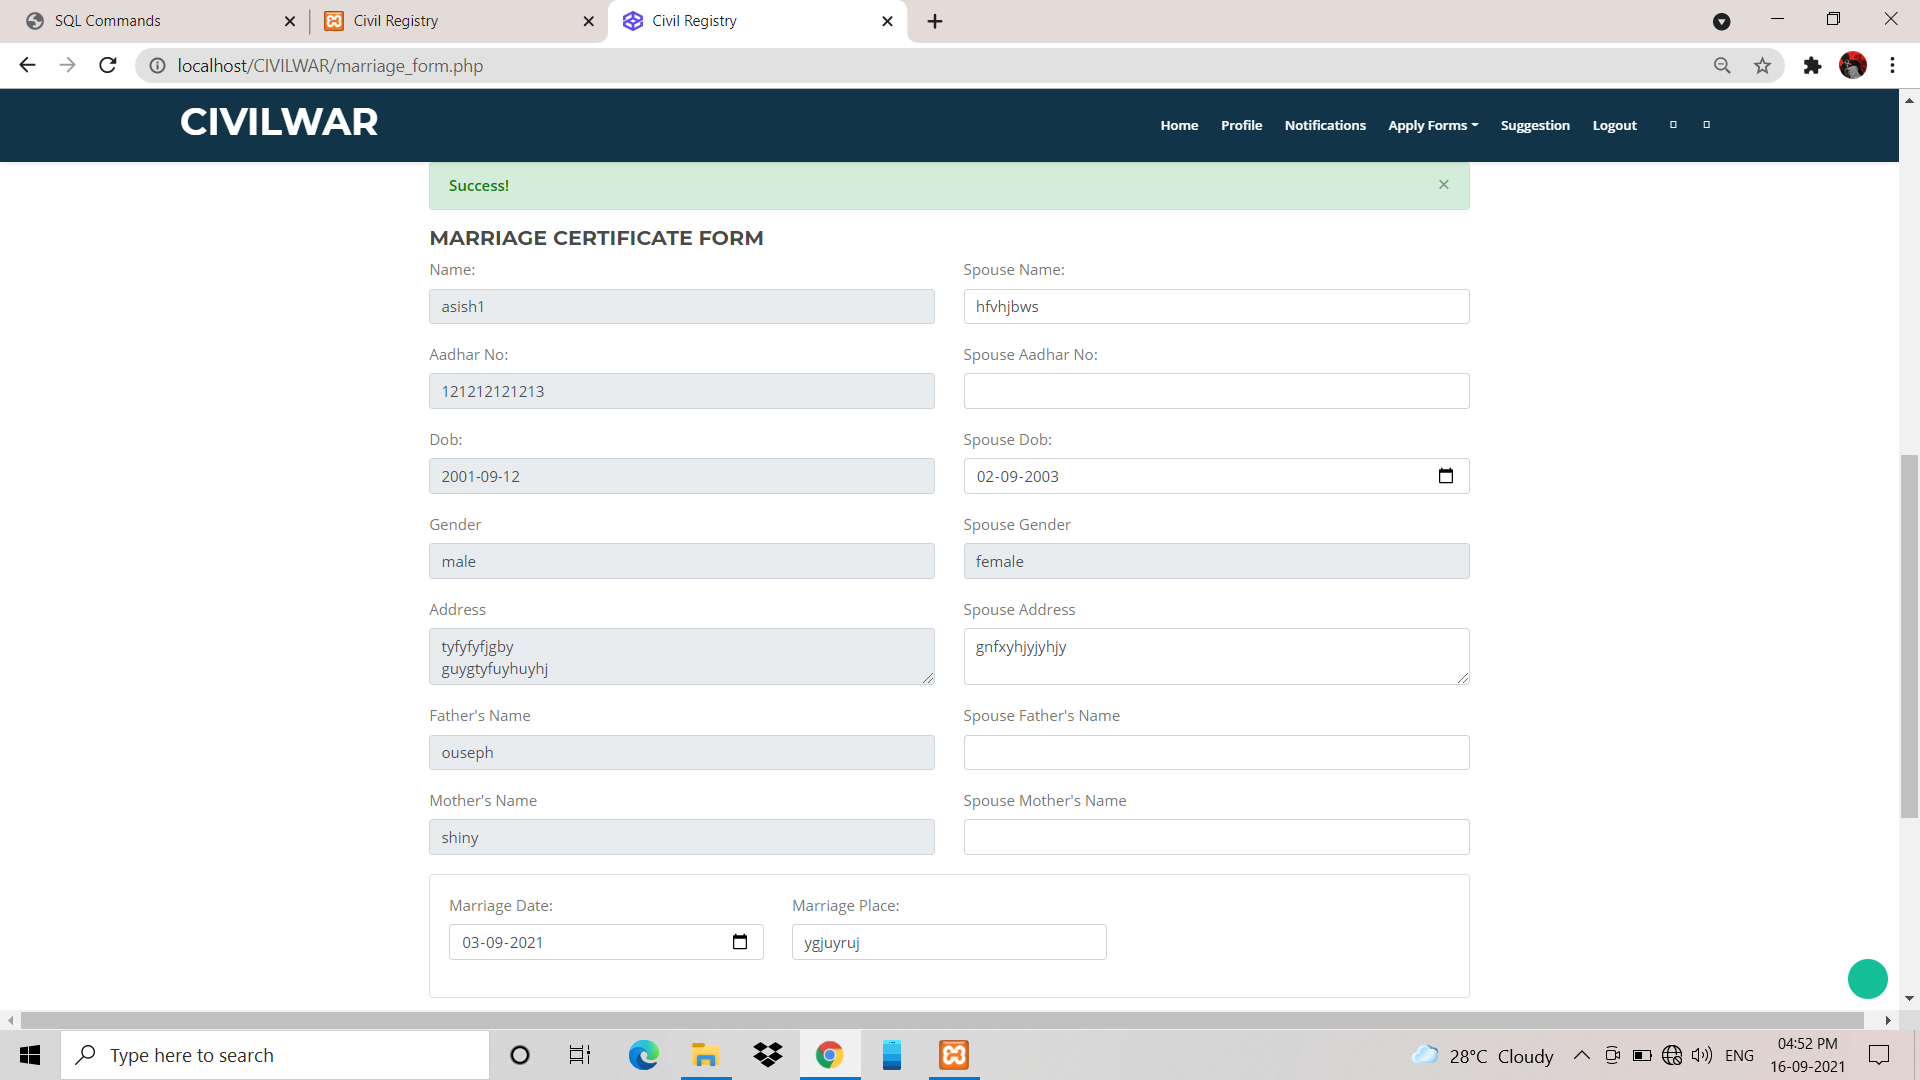 SQL Commands
Civil Registry
Civil Registry
localhost/CIVILWAR/marriage_form.php
CIVILWAR
Home Profile Notifications Apply Forms Suggestion Logout
Success!
MARRIAGE CERTIFICATE FORM
Name: Spouse Name:
asish1 hfvhjbws
Aadhar No: Spouse Aadhar No:
121212121213
Dob: Spouse Dob:
2001-09-12 02-09-2003
Gender Spouse Gender
male female
Address Spouse Address
tyfyfyfjgby gnfxyhjyjyhjy
guygtyfuyhuyhj
Father's Name Spouse Father's Name
ouseph
Mother's Name Spouse Mother's Name
shiny
Marriage Date: Marriage Place:
03-09-2021 ygjuyruj
Type here to search
28°C Cloudy
ENG
04:52 PM
16-09-2021